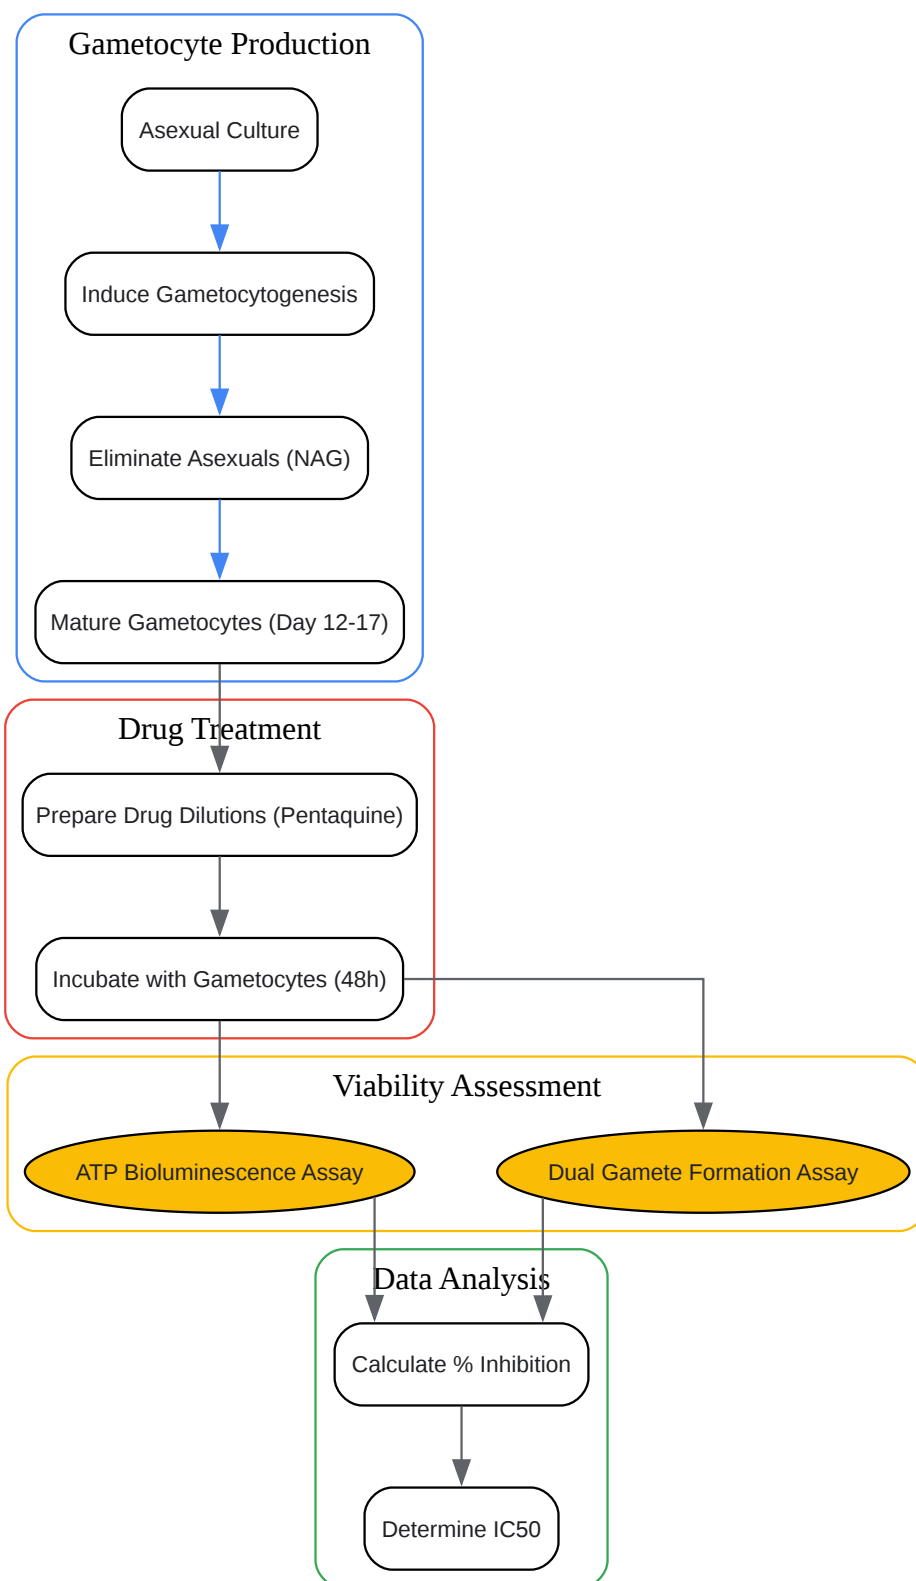 Gametocyte Production
Asexual Culture
Induce Gametocytogenesis
Eliminate Asexuals (NAG)
Mature Gametocytes (Day 12-17)
Drug Treatment
Prepare Drug Dilutions (Pentaquine)
Incubate with Gametocytes (48h)
Viability Assessment
ATP Bioluminescence Assay
Dual Gamete Formation Assay
Data Analysis
Calculate % Inhibition
Determine IC50